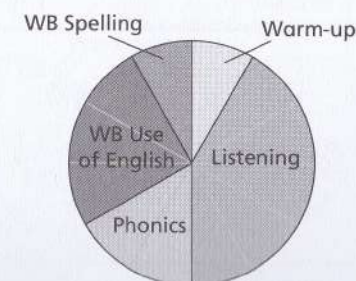 WB Spelling
Warm-up
WB Use
of English
Listening
Phonics